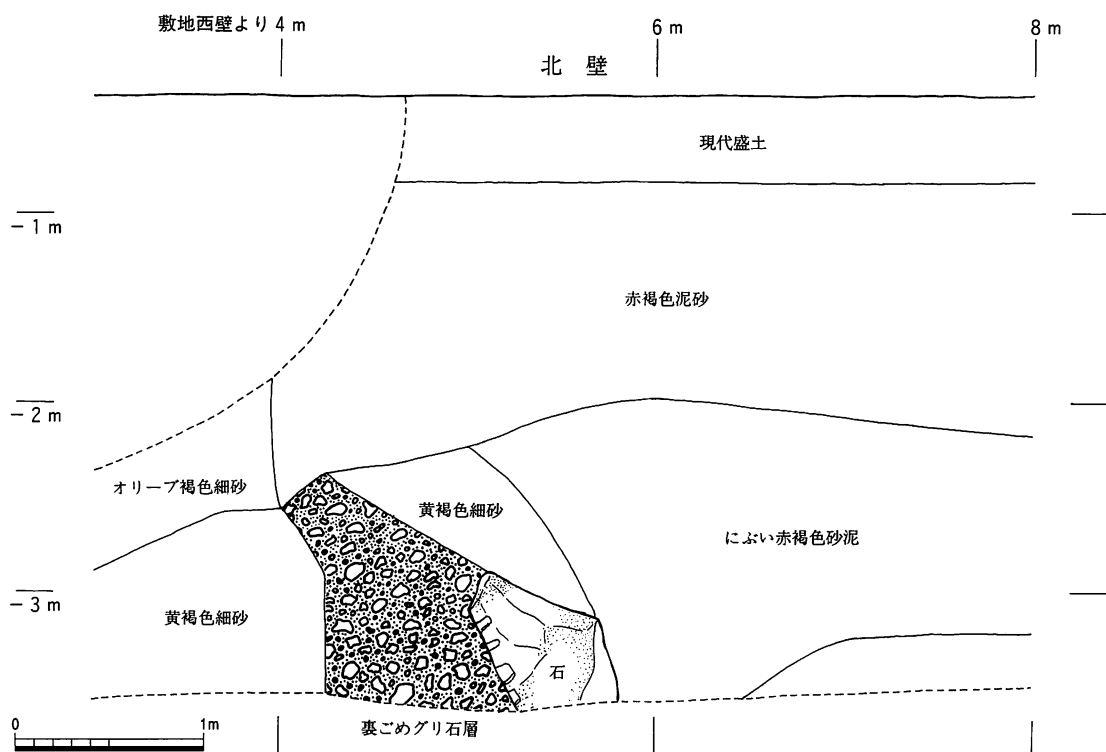 敷地西壁より 4 m
6 m
8 m
北 壁
現代盛土
－1 m
赤褐色泥砂
－2 m
オリーブ褐色細砂
黄褐色細砂
にぶい赤褐色砂泥
－3 m
黄褐色細砂
石
0
1m
裏ごめグリ石層